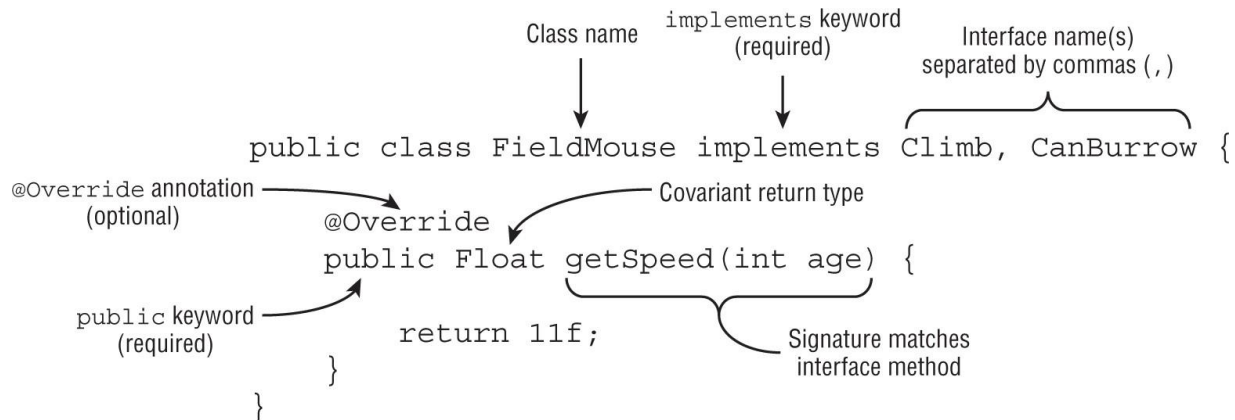 Class name
implements keyword
(required)
Interface name(s)
separated by commas (,)
public class FieldMouse implements Climb, CanBurrow {
@Override annotation
(optional)
Covariant return type
@Override
public Float getSpeed(int age) {
public keyword
(required)
return 11f;
Signature matches
interface method
}
}